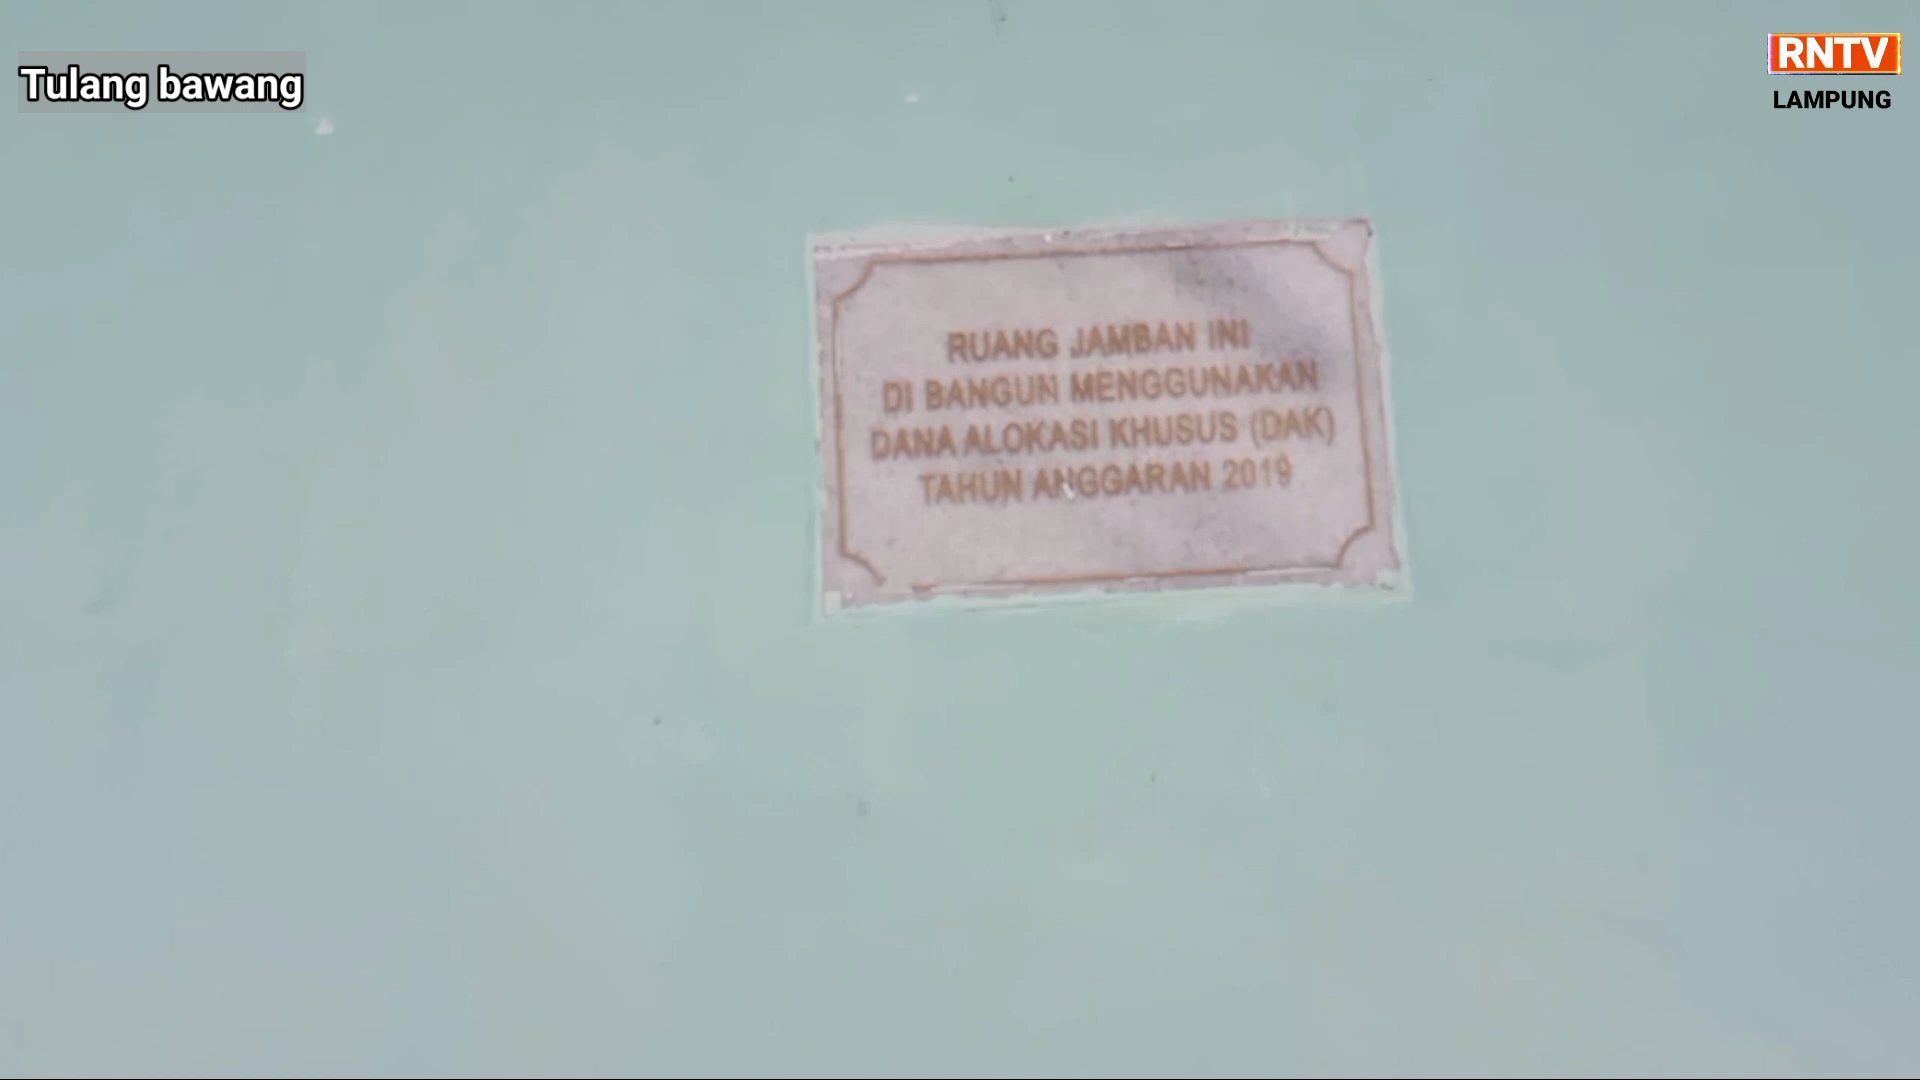 Tulang bawang
RNTV
LAMPUNG
RUANG JAMBAN INI
DI BANGUN MENGGUNAKAN
DANA ALOKASI KHUSUS (DAK)
TAHUN ANGGARAN 2019